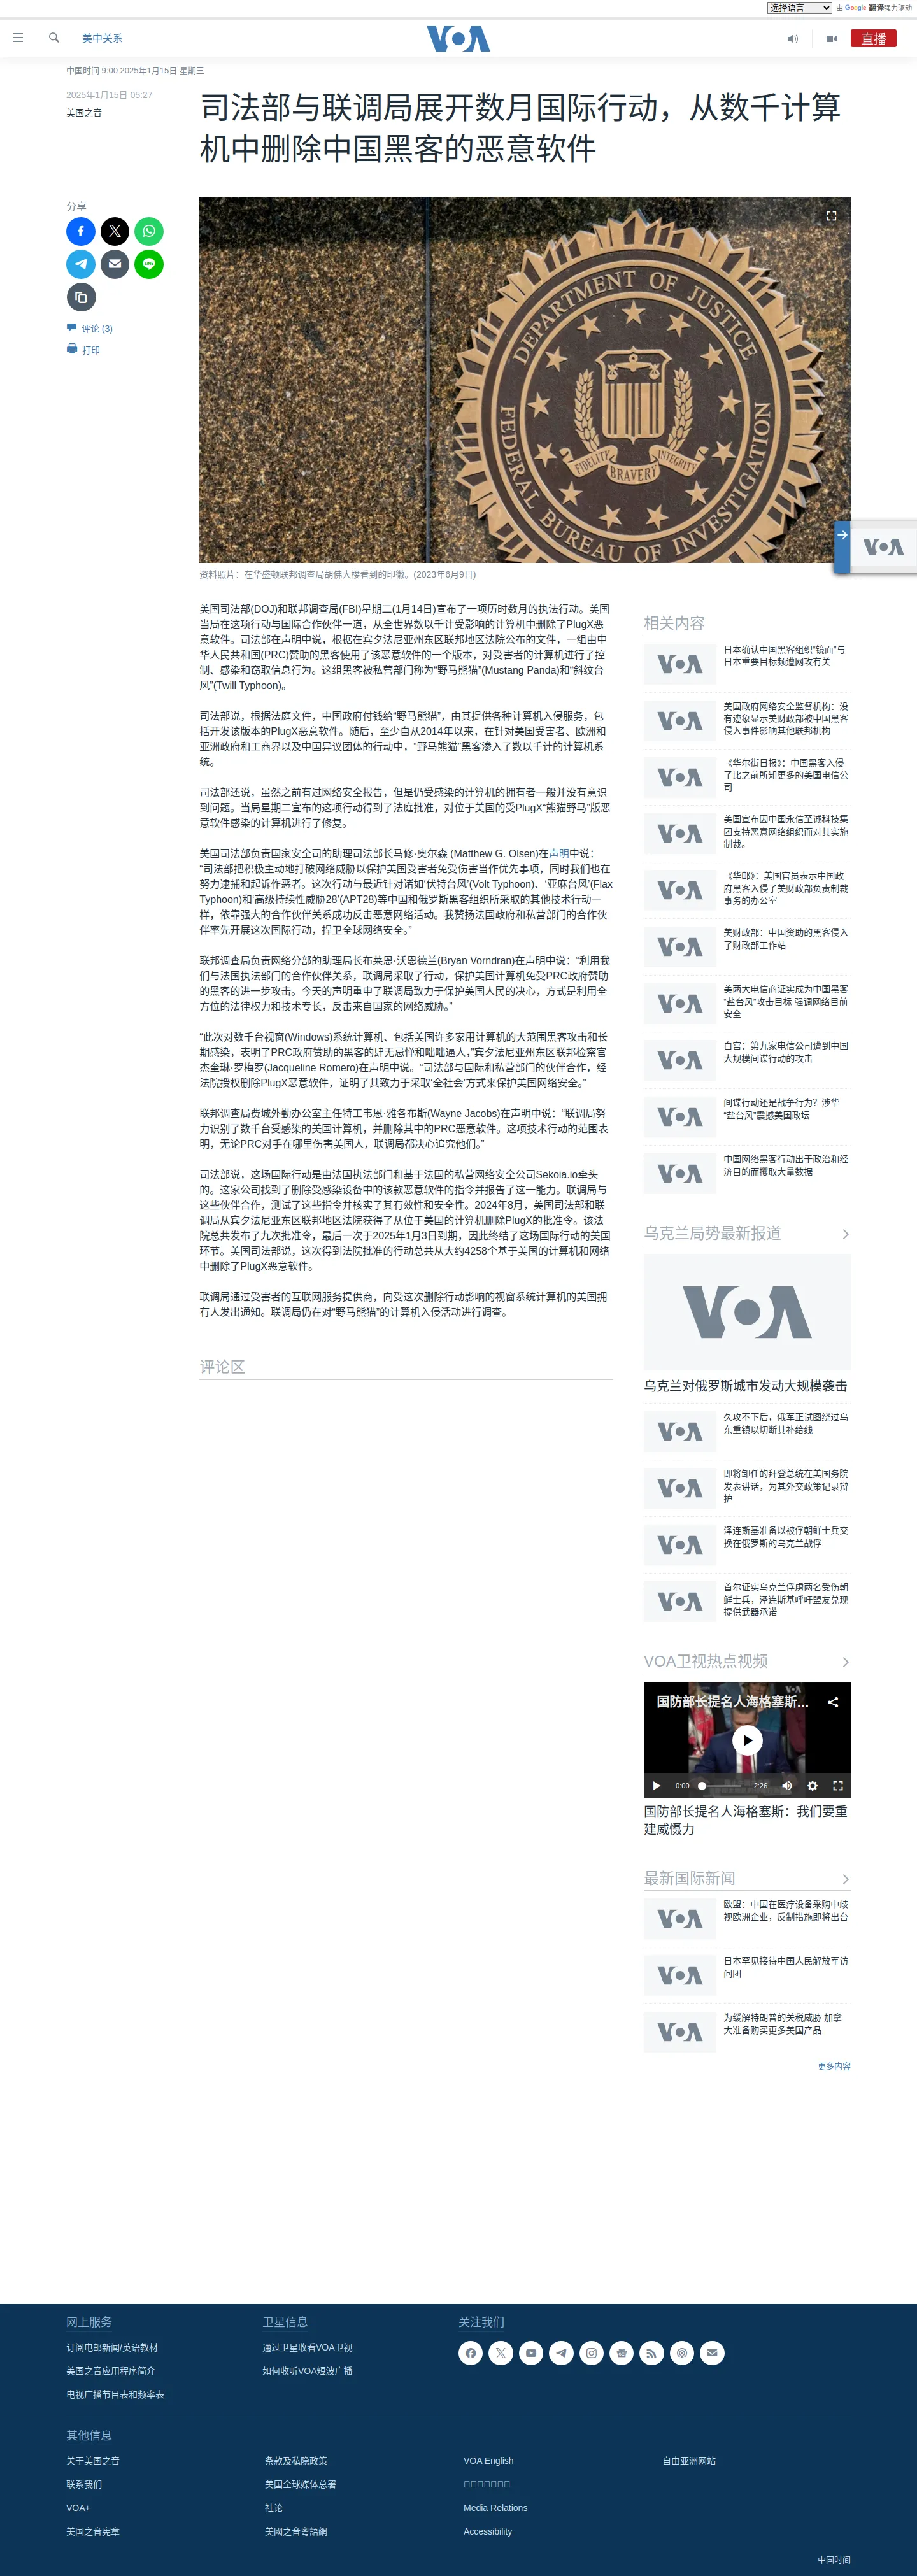 选择语言 由 Google 翻译强力驱动
美中关系
VOA
直播
中国时间 9:00 2025年1月15日 星期三
2025年1月15日 05:27
美国之音
司法部与联调局展开数月国际行动，从数千计算
机中删除中国黑客的恶意软件
分享
评论 (3)
打印
DEPARTMENT OF JUSTICE
FIDELITY BRAVERY INTEGRITY
FEDERAL BUREAU OF INVESTIGATION
VOA
资料照片：在华盛顿联邦调查局胡佛大楼看到的印徽。(2023年6月9日)
美国司法部(DOJ)和联邦调查局(FBI)星期二(1月14日)宣布了一项历时数月的执法行动。美国
当局在这项行动与国际合作伙伴一道，从全世界数以千计受影响的计算机中删除了PlugX恶
意软件。司法部在声明中说，根据在宾夕法尼亚州东区联邦地区法院公布的文件，一组由中
华人民共和国(PRC)赞助的黑客使用了该恶意软件的一个版本，对受害者的计算机进行了控
制、感染和窃取信息行为。这组黑客被私营部门称为“野马熊猫”(Mustang Panda)和“斜纹台
风”(Twill Typhoon)。
司法部说，根据法庭文件，中国政府付钱给“野马熊猫”，由其提供各种计算机入侵服务，包
括开发该版本的PlugX恶意软件。随后，至少自从2014年以来，在针对美国受害者、欧洲和
亚洲政府和工商界以及中国异议团体的行动中，“野马熊猫”黑客渗入了数以千计的计算机系
统。
司法部还说，虽然之前有过网络安全报告，但是仍受感染的计算机的拥有者一般并没有意识
到问题。当局星期二宣布的这项行动得到了法庭批准，对位于美国的受PlugX“熊猫野马”版恶
意软件感染的计算机进行了修复。
美国司法部负责国家安全司的助理司法部长马修·奥尔森 (Matthew G. Olsen)在声明中说：
“司法部把积极主动地打破网络威胁以保护美国受害者免受伤害当作优先事项，同时我们也在
努力逮捕和起诉作恶者。这次行动与最近针对诸如‘伏特台风’(Volt Typhoon)、‘亚麻台风’(Flax
Typhoon)和‘高级持续性威胁28’(APT28)等中国和俄罗斯黑客组织所采取的其他技术行动一
样，依靠强大的合作伙伴关系成功反击恶意网络活动。我赞扬法国政府和私营部门的合作伙
伴率先开展这次国际行动，捍卫全球网络安全。”
联邦调查局负责网络分部的助理局长布莱恩·沃恩德兰(Bryan Vorndran)在声明中说：“利用我
们与法国执法部门的合作伙伴关系，联调局采取了行动，保护美国计算机免受PRC政府赞助
的黑客的进一步攻击。今天的声明重申了联调局致力于保护美国人民的决心，方式是利用全
方位的法律权力和技术专长，反击来自国家的网络威胁。”
“此次对数千台视窗(Windows)系统计算机、包括美国许多家用计算机的大范围黑客攻击和长
期感染，表明了PRC政府赞助的黑客的肆无忌惮和咄咄逼人，”宾夕法尼亚州东区联邦检察官
杰奎琳·罗梅罗(Jacqueline Romero)在声明中说。“司法部与国际和私营部门的伙伴合作，经
法院授权删除PlugX恶意软件，证明了其致力于采取‘全社会’方式来保护美国网络安全。”
联邦调查局费城外勤办公室主任特工韦恩·雅各布斯(Wayne Jacobs)在声明中说：“联调局努
力识别了数千台受感染的美国计算机，并删除其中的PRC恶意软件。这项技术行动的范围表
明，无论PRC对手在哪里伤害美国人，联调局都决心追究他们。”
司法部说，这场国际行动是由法国执法部门和基于法国的私营网络安全公司Sekoia.io牵头
的。这家公司找到了删除受感染设备中的该款恶意软件的指令并报告了这一能力。联调局与
这些伙伴合作，测试了这些指令并核实了其有效性和安全性。2024年8月，美国司法部和联
调局从宾夕法尼亚东区联邦地区法院获得了从位于美国的计算机删除PlugX的批准令。该法
院总共发布了九次批准令，最后一次于2025年1月3日到期，因此终结了这场国际行动的美国
环节。美国司法部说，这次得到法院批准的行动总共从大约4258个基于美国的计算机和网络
中删除了PlugX恶意软件。
联调局通过受害者的互联网服务提供商，向受这次删除行动影响的视窗系统计算机的美国拥
有人发出通知。联调局仍在对“野马熊猫”的计算机入侵活动进行调查。
评论区
相关内容
日本确认中国黑客组织“镜面”与
日本重要目标频遭网攻有关
美国政府网络安全监督机构：没
有迹象显示美财政部被中国黑客
侵入事件影响其他联邦机构
《华尔街日报》：中国黑客入侵
了比之前所知更多的美国电信公
司
美国宣布因中国永信至诚科技集
团支持恶意网络组织而对其实施
制裁。
《华邮》：美国官员表示中国政
府黑客入侵了美财政部负责制裁
事务的办公室
美财政部：中国资助的黑客侵入
了财政部工作站
美两大电信商证实成为中国黑客
“盐台风”攻击目标 强调网络目前
安全
白宫：第九家电信公司遭到中国
大规模间谍行动的攻击
间谍行动还是战争行为？涉华
“盐台风”震撼美国政坛
中国网络黑客行动出于政治和经
济目的而攫取大量数据
乌克兰局势最新报道
VOA
乌克兰对俄罗斯城市发动大规模袭击
久攻不下后，俄军正试图绕过乌
东重镇以切断其补给线
即将卸任的拜登总统在美国务院
发表讲话，为其外交政策记录辩
护
泽连斯基准备以被俘朝鲜士兵交
换在俄罗斯的乌克兰战俘
首尔证实乌克兰俘虏两名受伤朝
鲜士兵，泽连斯基呼吁盟友兑现
提供武器承诺
VOA卫视热点视频
国防部长提名人海格塞斯...
0:00 2:26
国防部长提名人海格塞斯：我们要重
建威慑力
最新国际新闻
欧盟：中国在医疗设备采购中歧
视欧洲企业，反制措施即将出台
日本罕见接待中国人民解放军访
问团
为缓解特朗普的关税威胁 加拿
大准备购买更多美国产品
更多内容
网上服务
订阅电邮新闻/英语教材
美国之音应用程序简介
电视广播节目表和频率表
卫星信息
通过卫星收看VOA卫视
如何收听VOA短波广播
关注我们
其他信息
关于美国之音
联系我们
VOA+
美国之音宪章
条款及私隐政策
美国全球媒体总署
社论
美國之音粵語網
VOA English
Media Relations
Accessibility
自由亚洲网站
中国时间